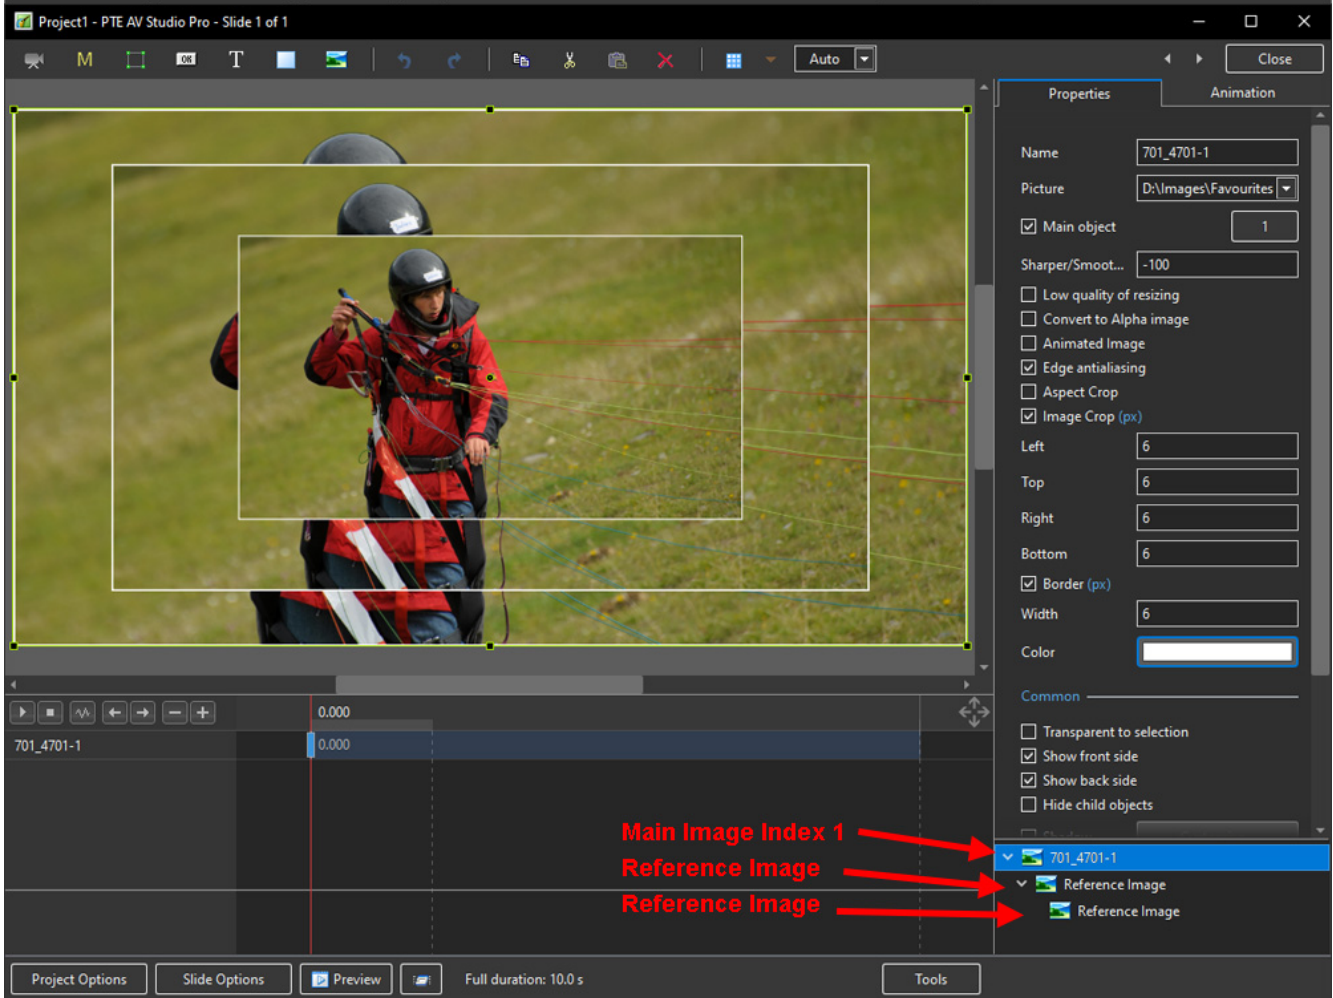 Project1 - PTE AV Studio Pro - Slide 1 of 1
M OK T Auto Close
Properties Animation
Name 701_4701-1
Picture D:\Images\Favourites
Main object 1
Sharper/Smoot... -100
Low quality of resizing
Convert to Alpha image
Animated Image
Edge antialiasing
Aspect Crop
Image Crop (px)
Left 6
Top 6
Right 6
Bottom 6
Border (px)
Width 6
Color
Common
Transparent to selection
Show front side
Show back side
Hide child objects
0.000
701_4701-1 0.000
Main Image Index 1
Reference Image
Reference Image
701_4701-1
Reference Image
Reference Image
Project Options Slide Options Preview Full duration: 10.0 s Tools